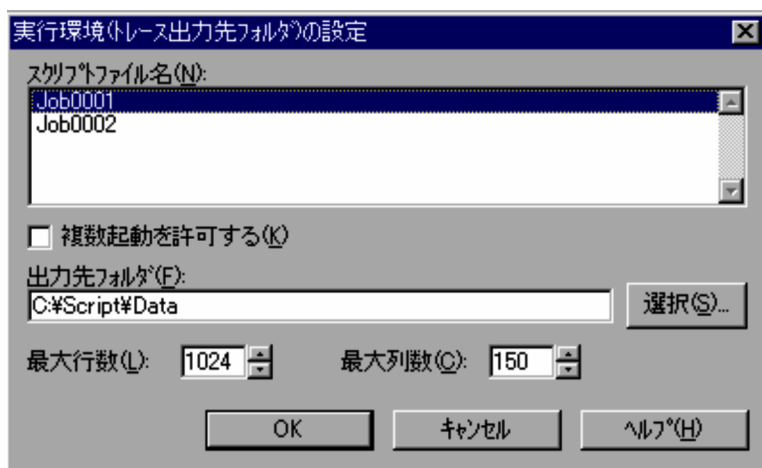 実行環境(ﾄﾚｰｽ出力先ﾌｫﾙﾀﾞ)の設定
ｽｸﾘﾌﾟﾄﾌｧｲﾙ名(N):
Job0001
Job0002
複数起動を許可する(K)
出力先ﾌｫﾙﾀﾞ(F):
C:¥Script¥Data
選択(S)...
最大行数(L): 1024 最大列数(C): 150
OK ｷｬﾝｾﾙ ﾍﾙﾌﾟ(H)